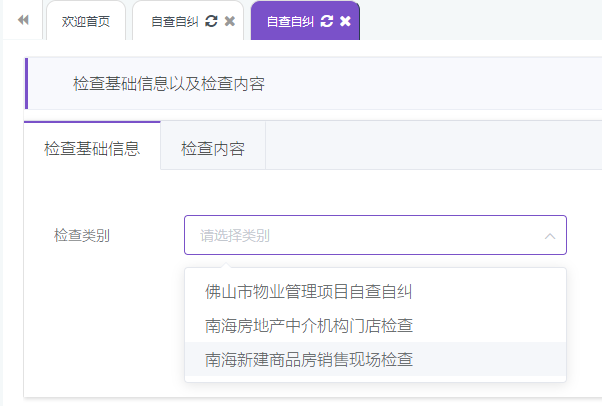 欢迎首页 自查自纠 自查自纠
检查基础信息以及检查内容
检查基础信息 检查内容
检查类别 请选择类别
佛山市物业管理项目自查自纠
南海房地产中介机构门店检查
南海新建商品房销售现场检查